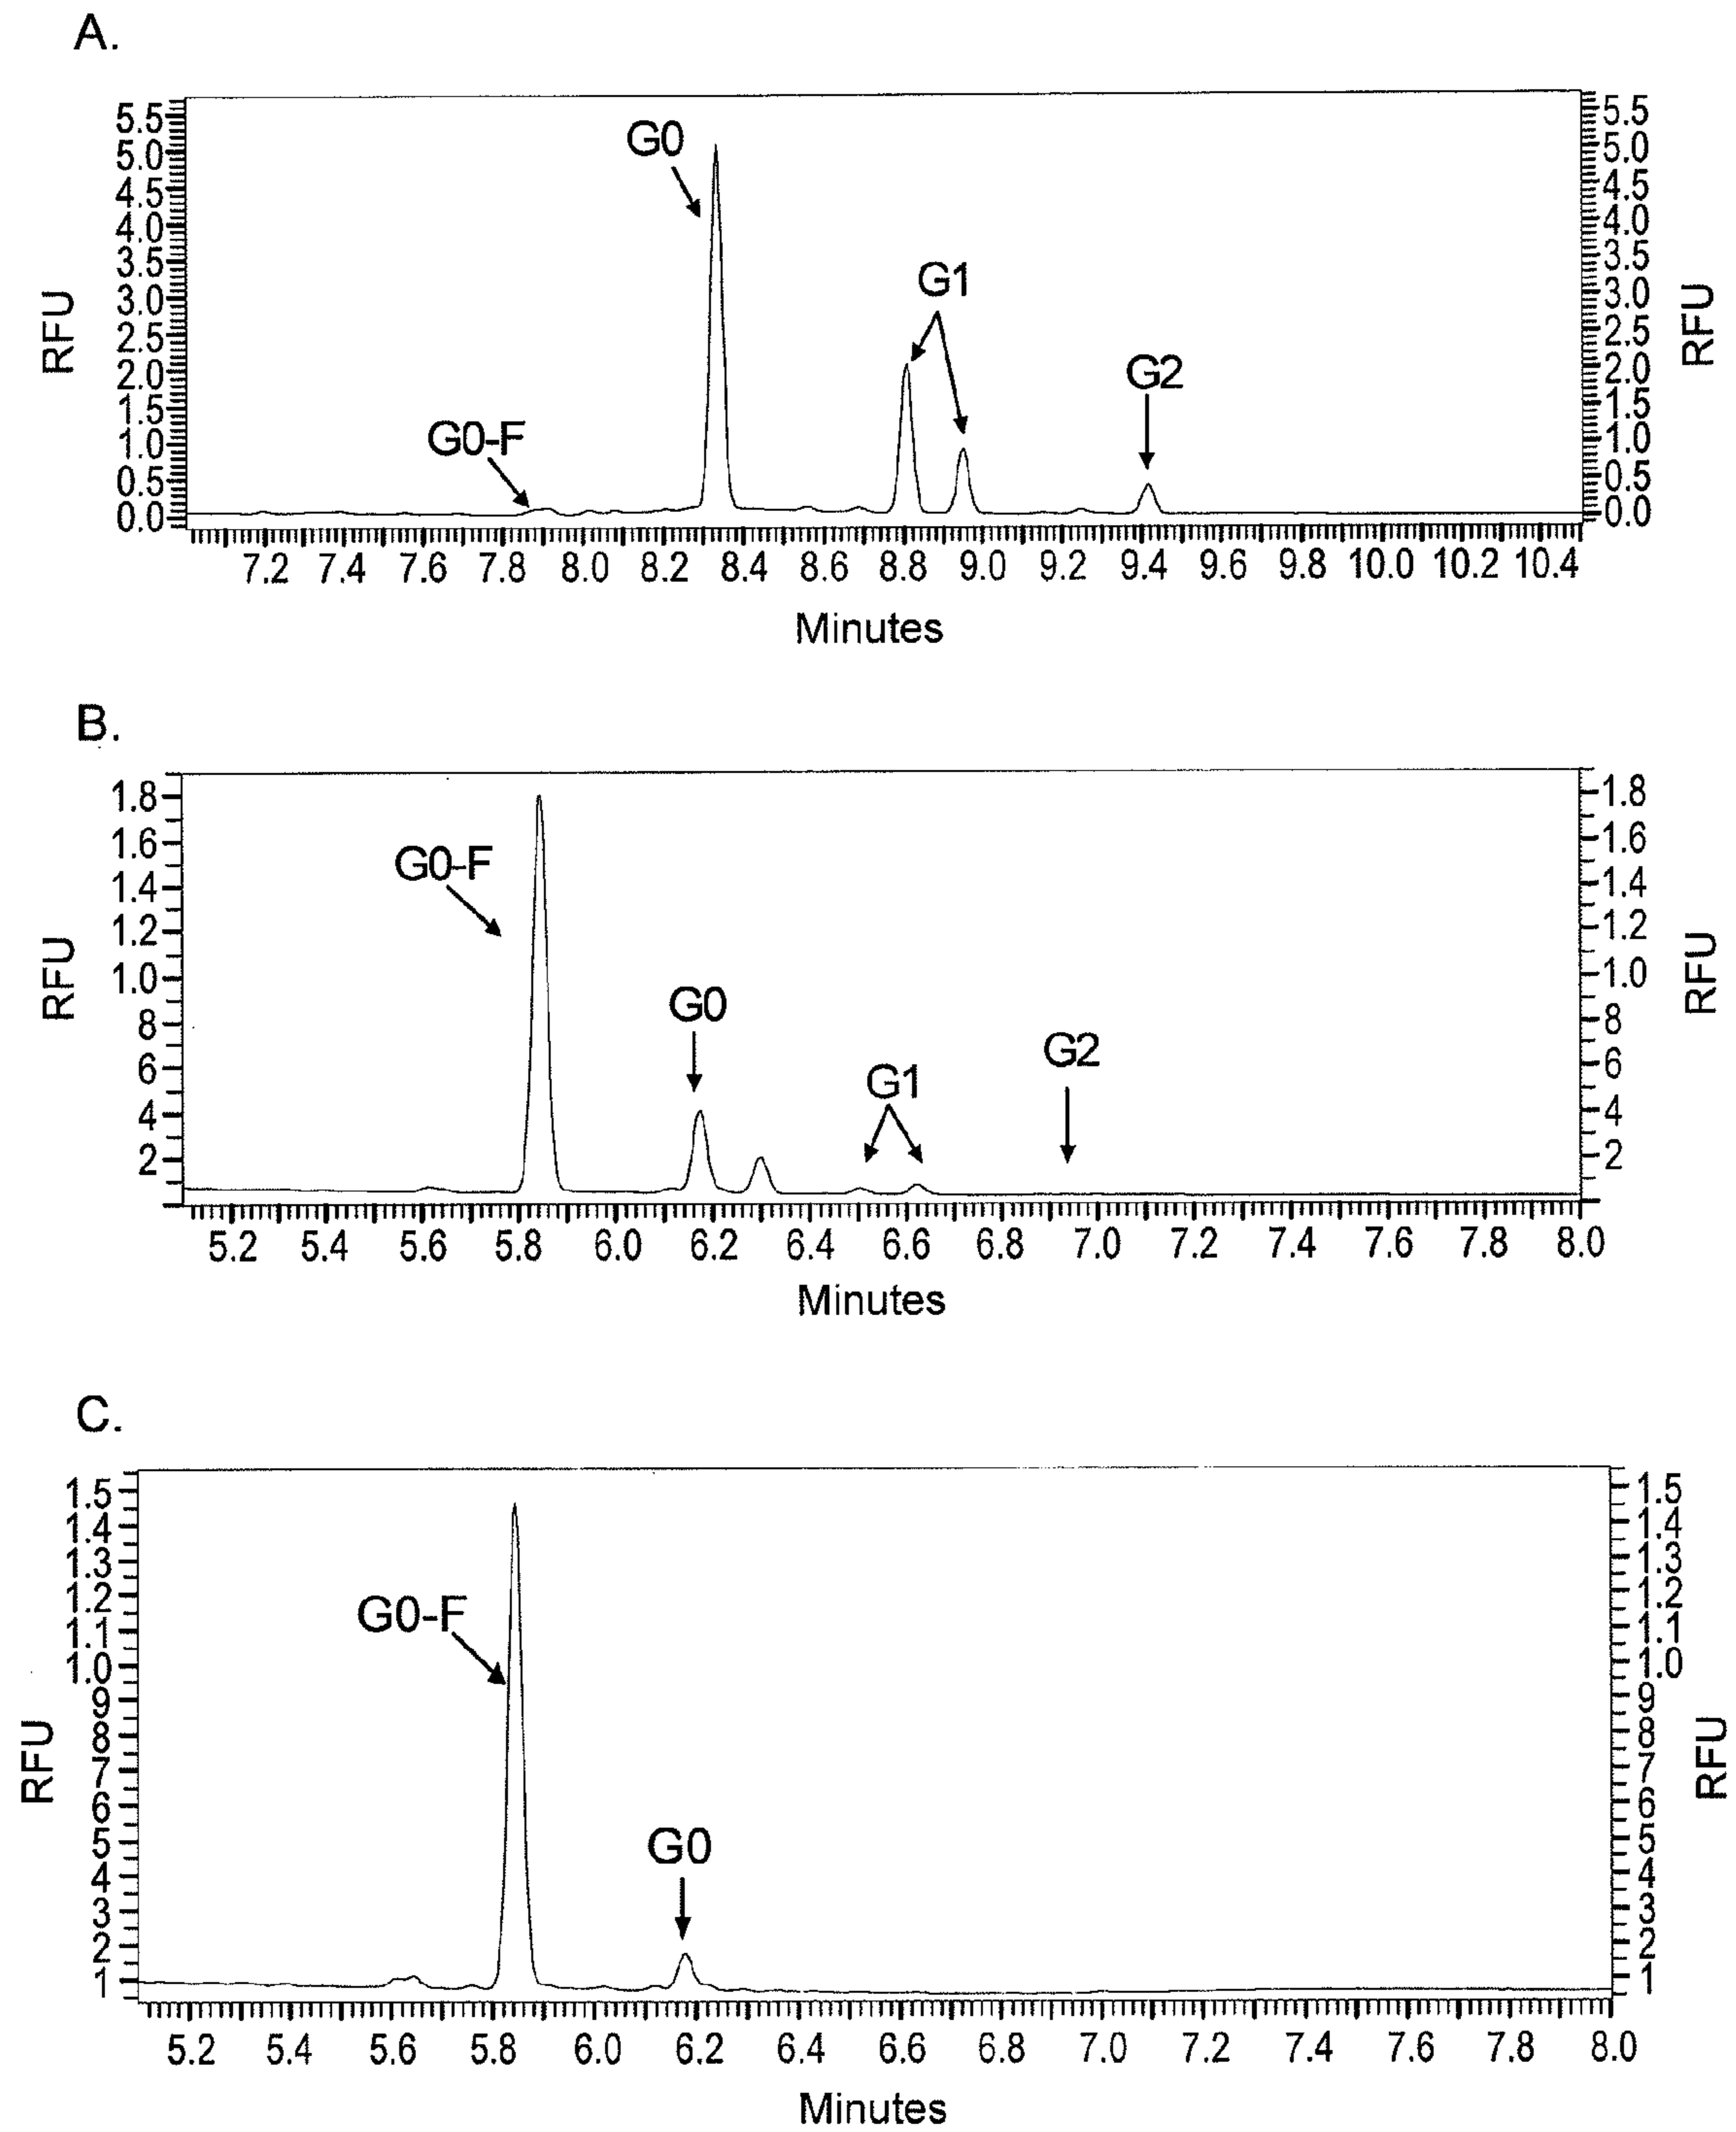 A.
5.5 5.5
5.0 5.0
4.5 4.5
4.0 4.0
3.5 3.5
3.0 3.0
2.5 2.5
2.0 2.0
1.5 1.5
1.0 1.0
0.5 0.5
0.0 0.0
RFU RFU
G0
G1
G2
G0-F
7.2 7.4 7.6 7.8 8.0 8.2 8.4 8.6 8.8 9.0 9.2 9.4 9.6 9.8 10.0 10.2 10.4
Minutes
B.
1.8 1.8
1.6 1.6
1.4 1.4
1.2 1.2
1.0 1.0
8 8
6 6
4 4
2 2
RFU RFU
G0-F
G0
G2
G1
5.2 5.4 5.6 5.8 6.0 6.2 6.4 6.6 6.8 7.0 7.2 7.4 7.6 7.8 8.0
Minutes
C.
1.5 1.5
1.4 1.4
1.3 1.3
1.2 1.2
1.1 1.1
1.0 1.0
9 9
8 8
7 7
6 6
5 5
4 4
3 3
2 2
1 1
RFU RFU
G0-F
G0
5.2 5.4 5.6 5.8 6.0 6.2 6.4 6.6 6.8 7.0 7.2 7.4 7.6 7.8 8.0
Minutes